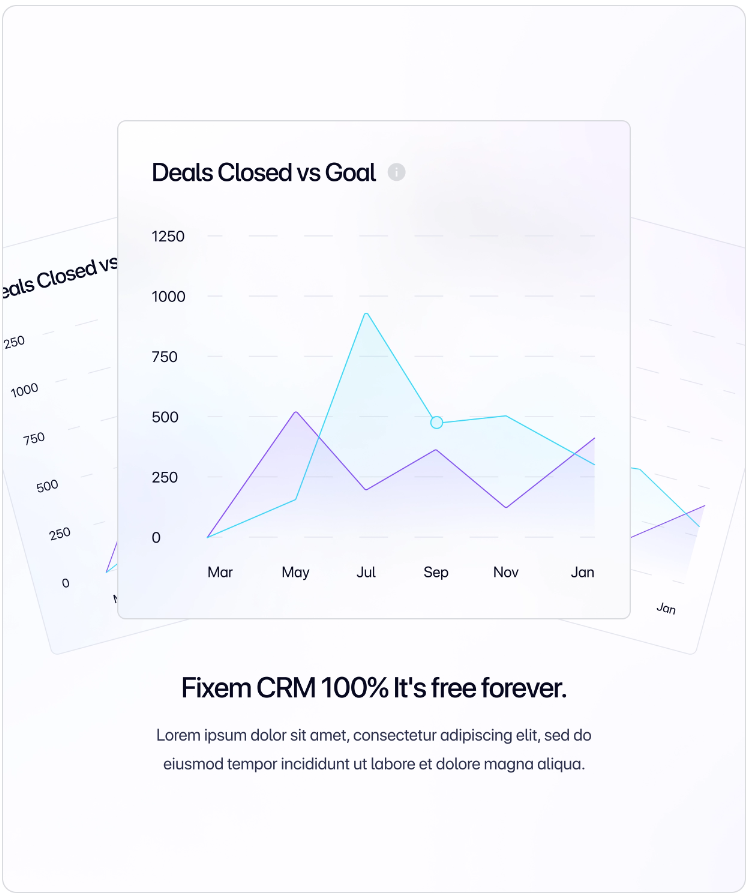 Deals Closed vs Goal
1250
1000
750
500
250
0
Mar May Jul Sep Nov Jan
eals Closed vs
250
1000
750
500
250
0
Jan
Fixem CRM 100% It's free forever.
Lorem ipsum dolor sit amet, consectetur adipiscing elit, sed do
eiusmod tempor incididunt ut labore et dolore magna aliqua.